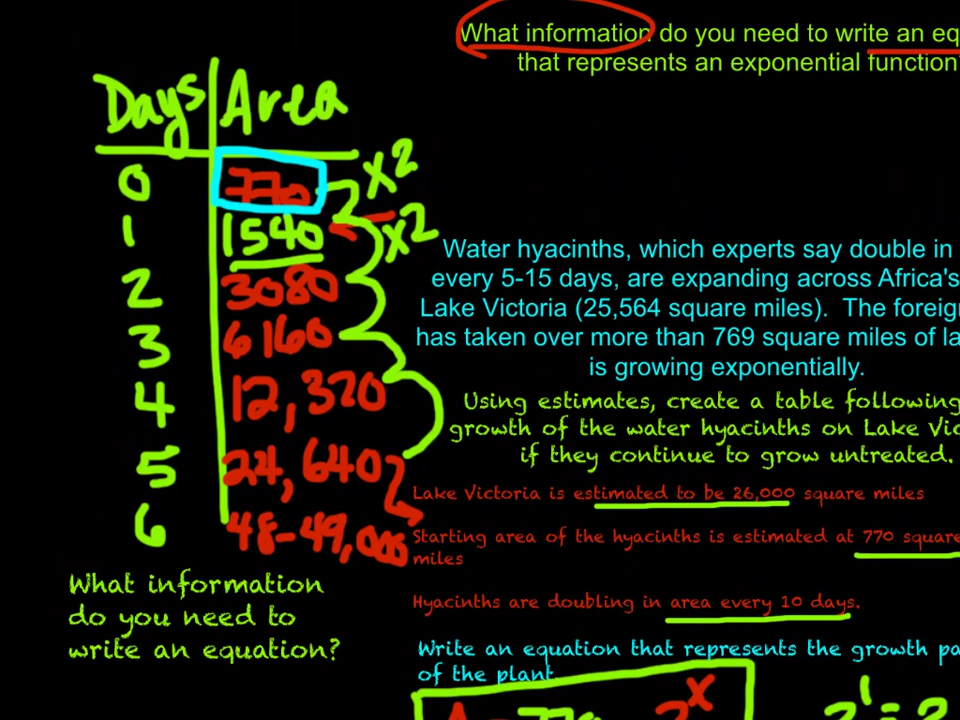 What information do you need to write an eq
that represents an exponential function
Days Area
0 770
x2
1 1540
x2
2 3080
3 6160
4 12,320
5 24,640
6 48-49,000
Water hyacinths, which experts say double in
every 5-15 days, are expanding across Africa's
Lake Victoria (25,564 square miles). The foreign
has taken over more than 769 square miles of la
is growing exponentially.
Using estimates, create a table following
growth of the water hyacinths on Lake Vic
if they continue to grow untreated.
Lake Victoria is estimated to be 26,000 square miles
Starting area of the hyacinths is estimated at 770 square
miles
Hyacinths are doubling in area every 10 days.
What information
do you need to
write an equation?
Write an equation that represents the growth pa
of the plant